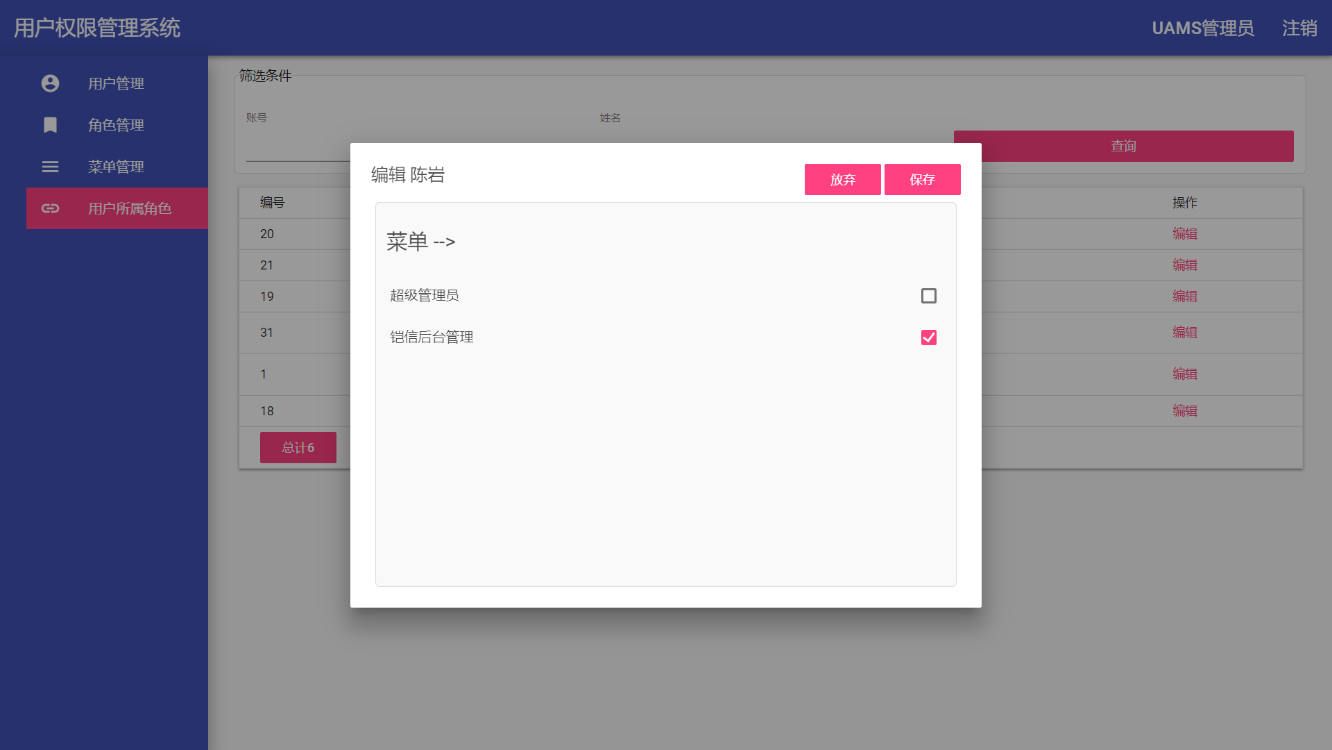 用户权限管理系统
UAMS管理员 注销
用户管理
角色管理
菜单管理
用户所属角色
筛选条件
账号 姓名
查询
编号 操作
20 编辑
21 编辑
19 编辑
31 编辑
1 编辑
18 编辑
总计6
编辑 陈岩
放弃 保存
菜单 -->
超级管理员
铠信后台管理